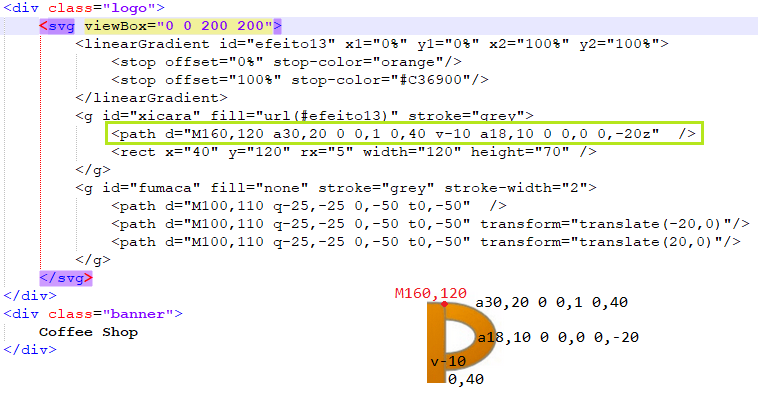 <div class="logo">
<svg viewBox="0 0 200 200">
<linearGradient id="efeito13" x1="0%" y1="0%" x2="100%" y2="100%">
<stop offset="0%" stop-color="orange"/>
<stop offset="100%" stop-color="#C36900"/>
</linearGradient>
<g id="xicara" fill="url(#efeito13)" stroke="grey">
<path d="M160,120 a30,20 0 0,1 0,40 v-10 a18,10 0 0,0 0,-20z"  />
<rect x="40" y="120" rx="5" width="120" height="70" />
</g>
<g id="fumaca" fill="none" stroke="grey" stroke-width="2">
<path d="M100,110 q-25,-25 0,-50 t0,-50"  />
<path d="M100,110 q-25,-25 0,-50 t0,-50" transform="translate(-20,0)"/>
<path d="M100,110 q-25,-25 0,-50 t0,-50" transform="translate(20,0)"/>
</g>
</svg>
</div>
<div class="banner">
Coffee Shop
</div>
M160,120
a30,20 0 0,1 0,40
a18,10 0 0,0 0,-20
v-10
0,40